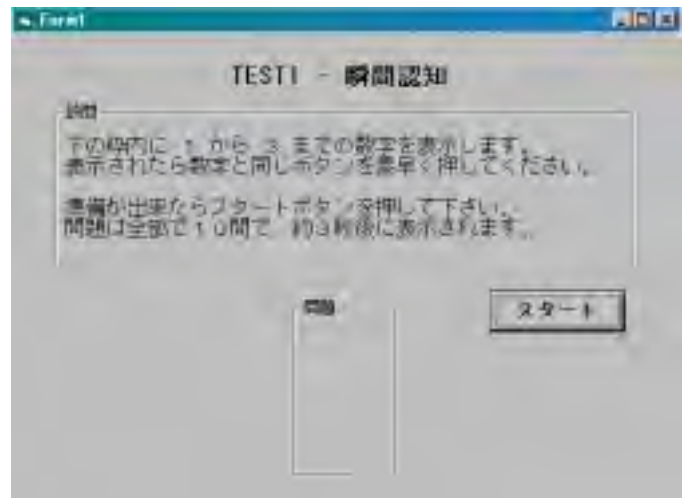 Form1
TEST1 - 瞬間認知
説明
下の枠内に 1 から 3 までの数字を表示します。
表示されたら数字と同じボタンを素早く押してください。
準備が出来たらスタートボタンを押して下さい。
問題は全部で10問で 約3秒後に表示されます。
問題
スタート